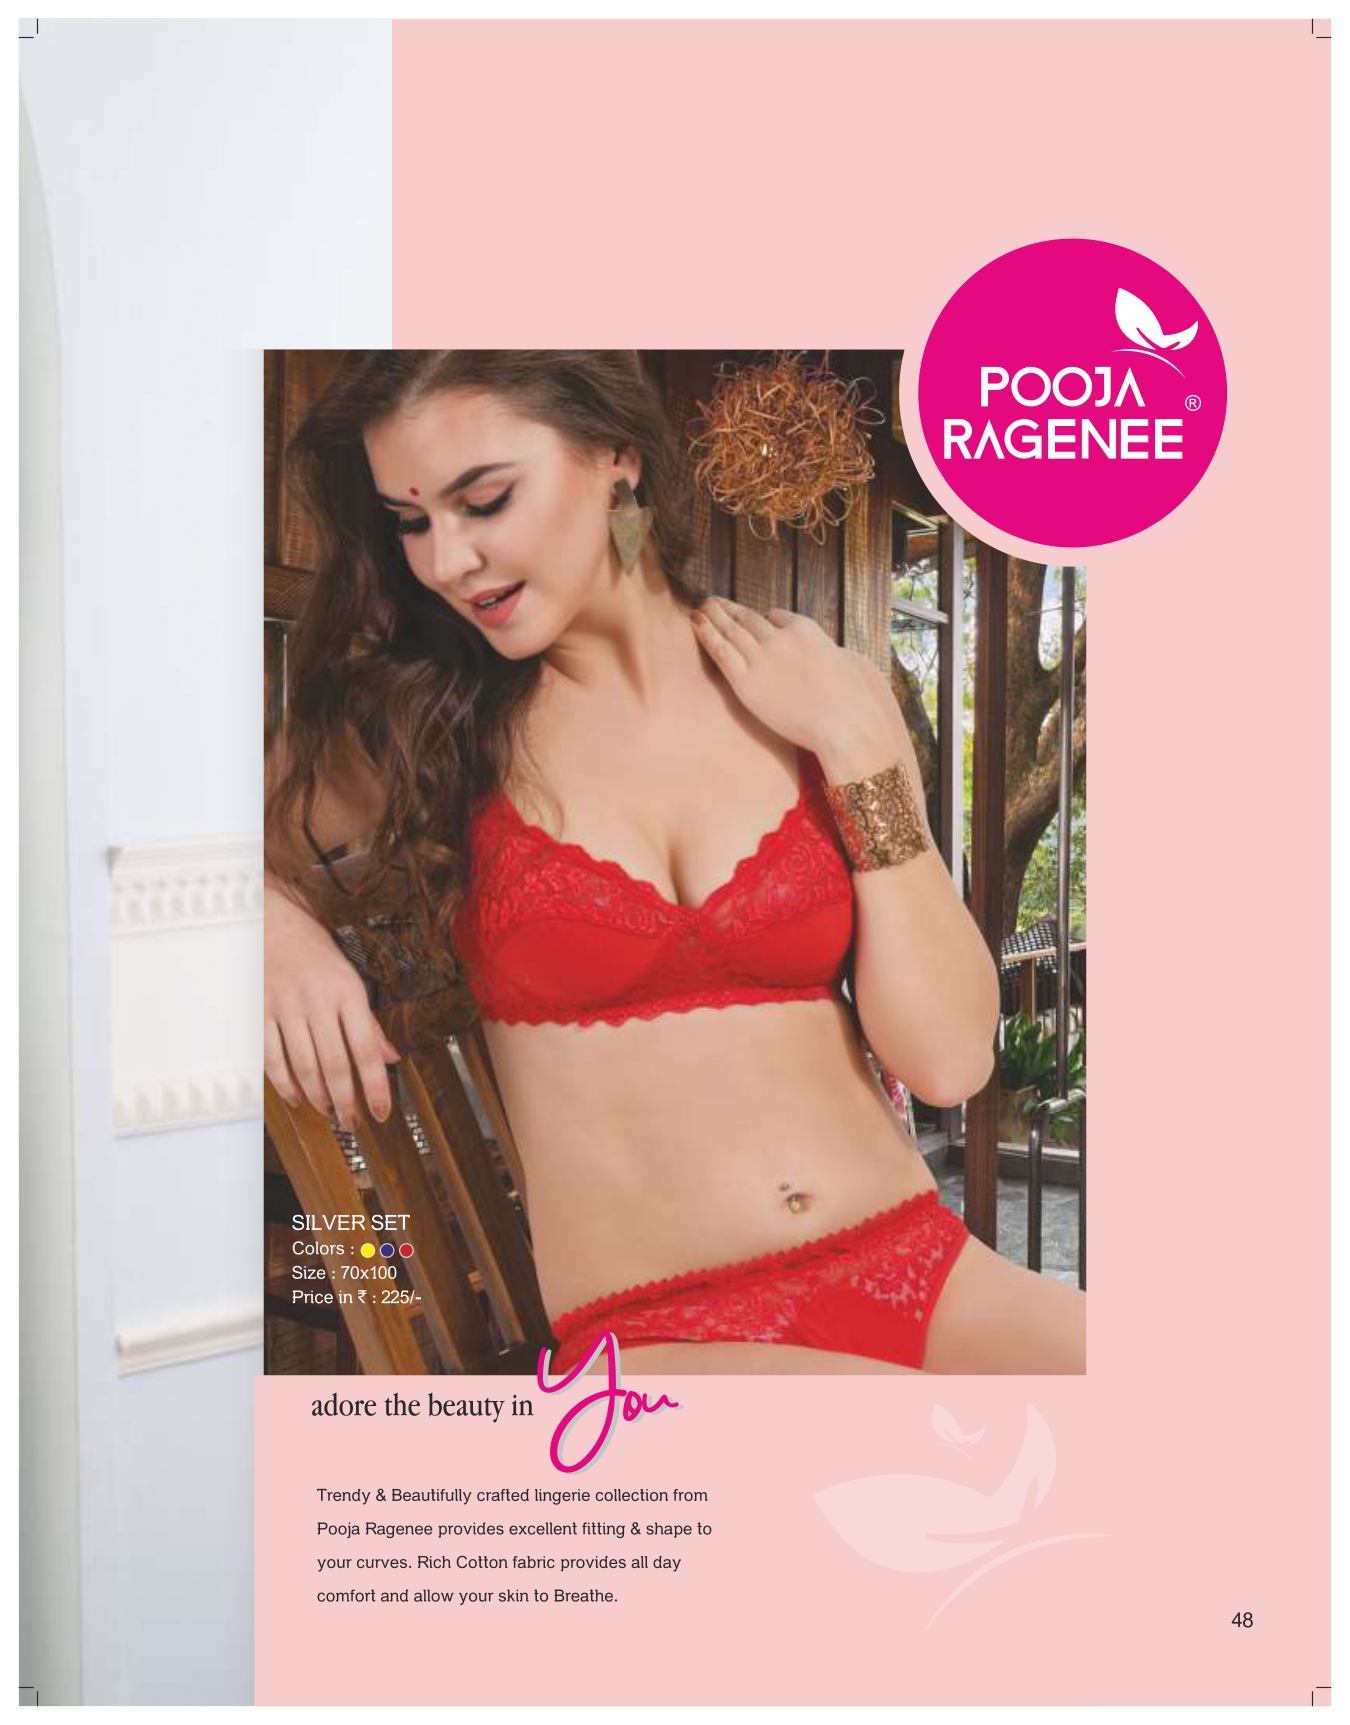 POOJA
RAGENEE ®
SILVER SET
Colors :
Size : 70x100
Price in ₹ : 225/-
adore the beauty in You
Trendy & Beautifully crafted lingerie collection from
Pooja Ragenee provides excellent fitting & shape to
your curves. Rich Cotton fabric provides all day
comfort and allow your skin to Breathe.
48